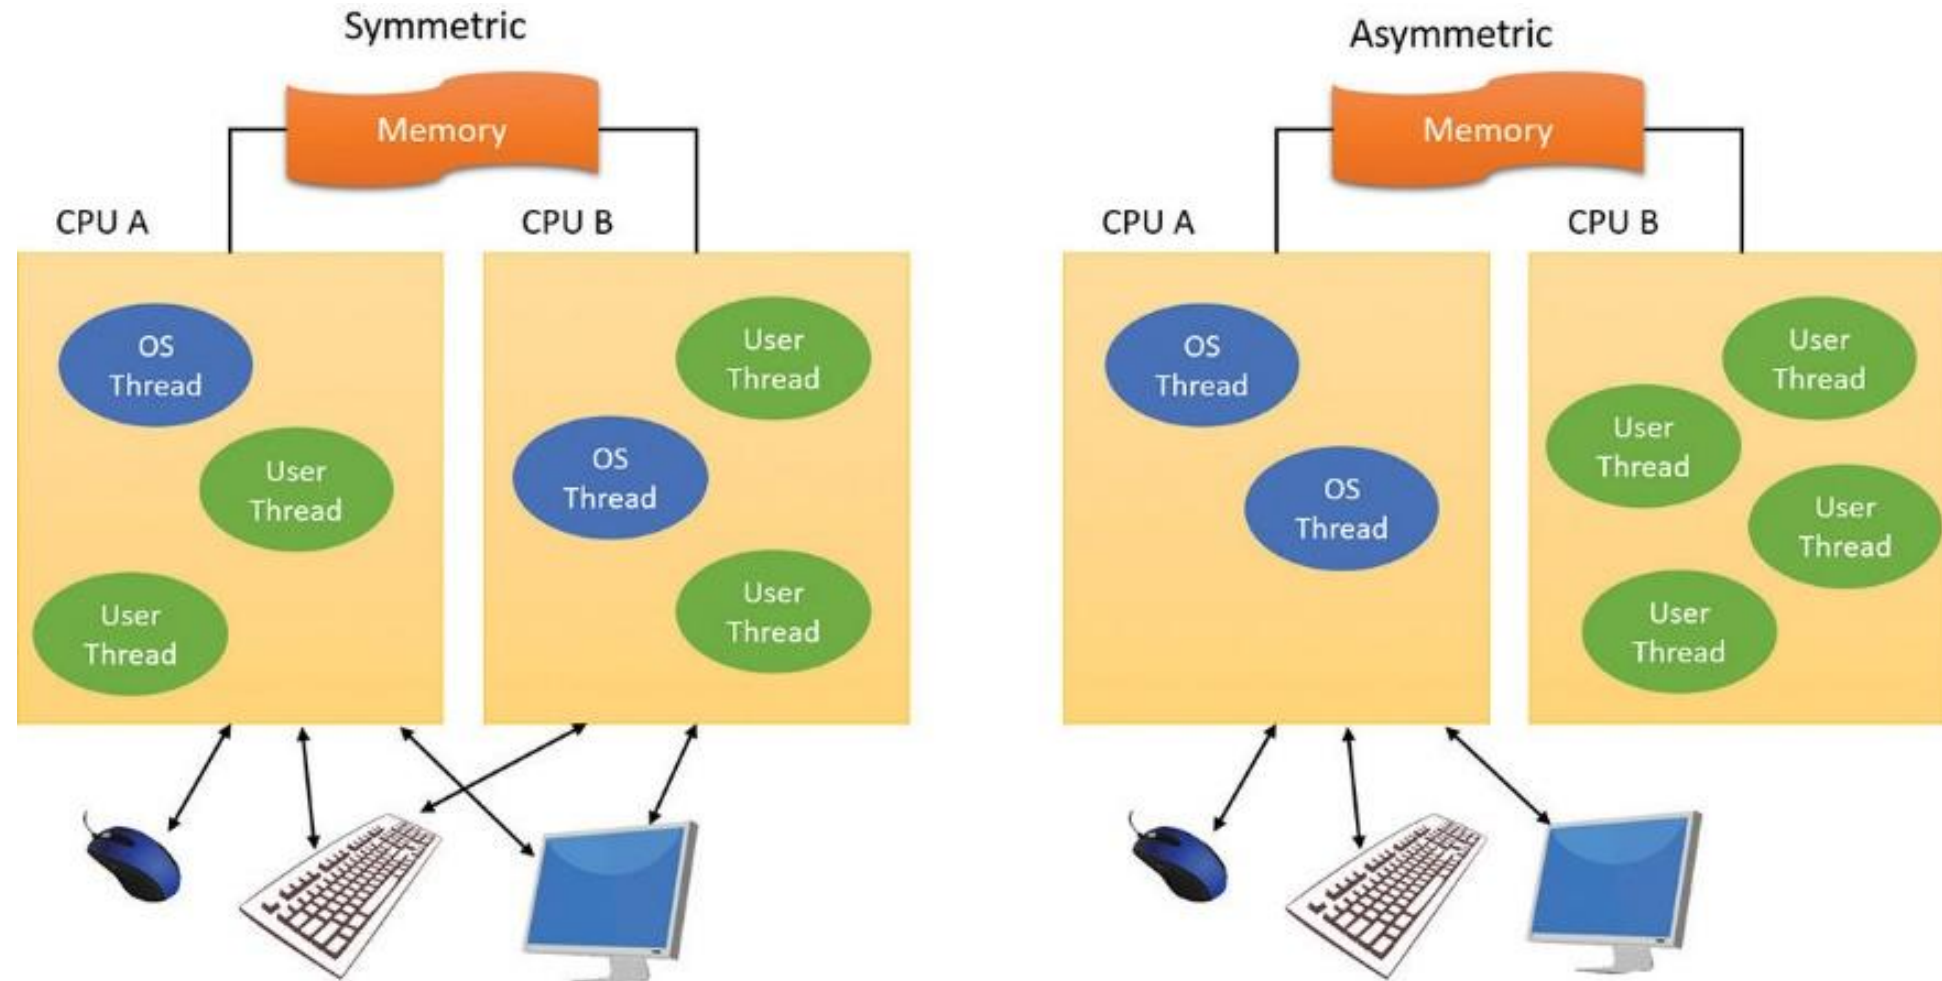 Symmetric
Memory
CPU A
CPU B
OS
Thread
User
Thread
User
Thread
User
Thread
OS
Thread
User
Thread
Asymmetric
Memory
CPU A
CPU B
OS
Thread
OS
Thread
User
Thread
User
Thread
User
Thread
User
Thread